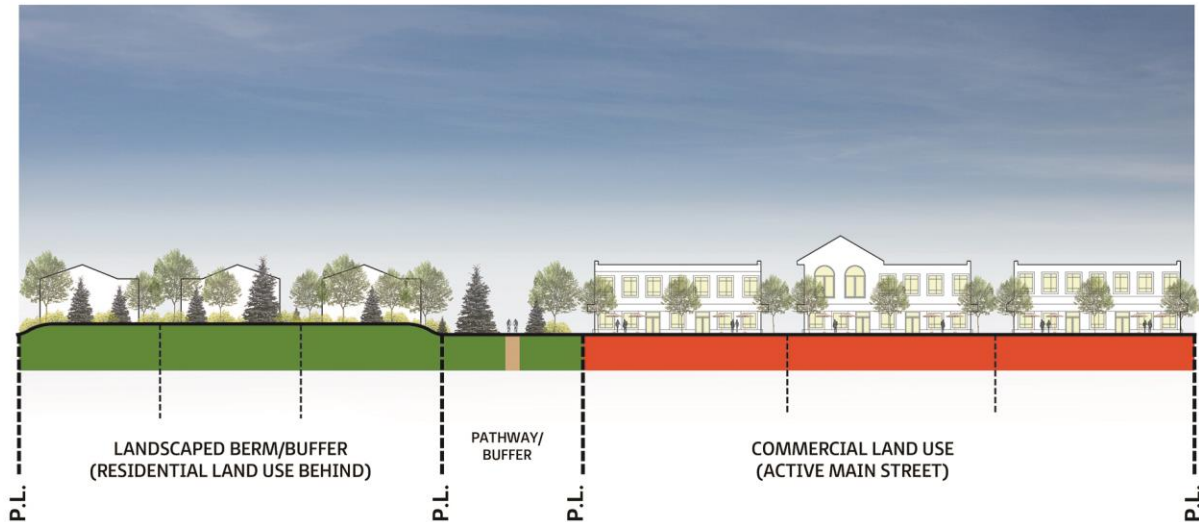 LANDSCAPED BERM/BUFFER
(RESIDENTIAL LAND USE BEHIND)
PATHWAY/
BUFFER
COMMERCIAL LAND USE
(ACTIVE MAIN STREET)
P.L.
P.L.
P.L.
P.L.